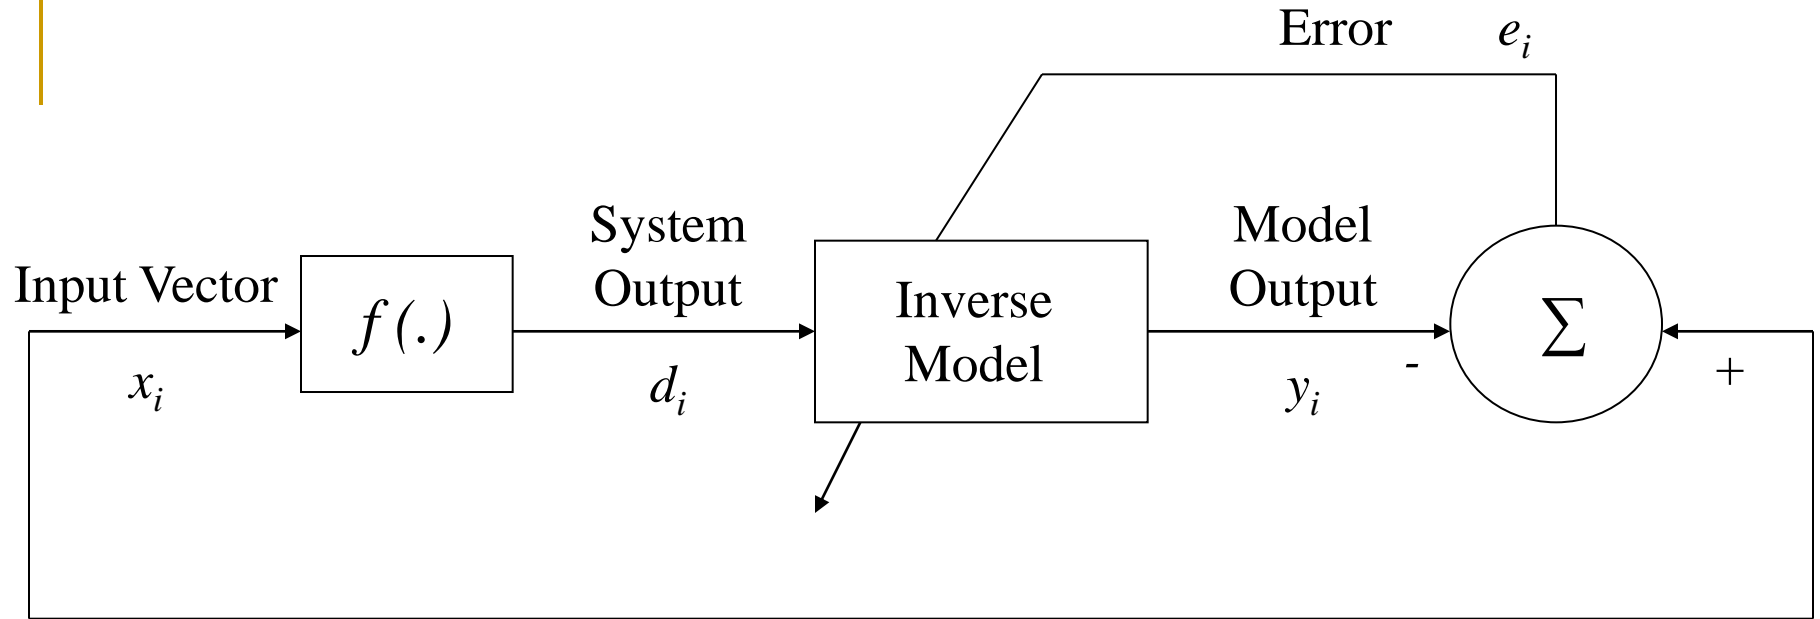 Error e_i
System
Output
Model
Output
Input Vector
f(.)
Inverse
Model
∑
x_i
d_i
y_i
-
+